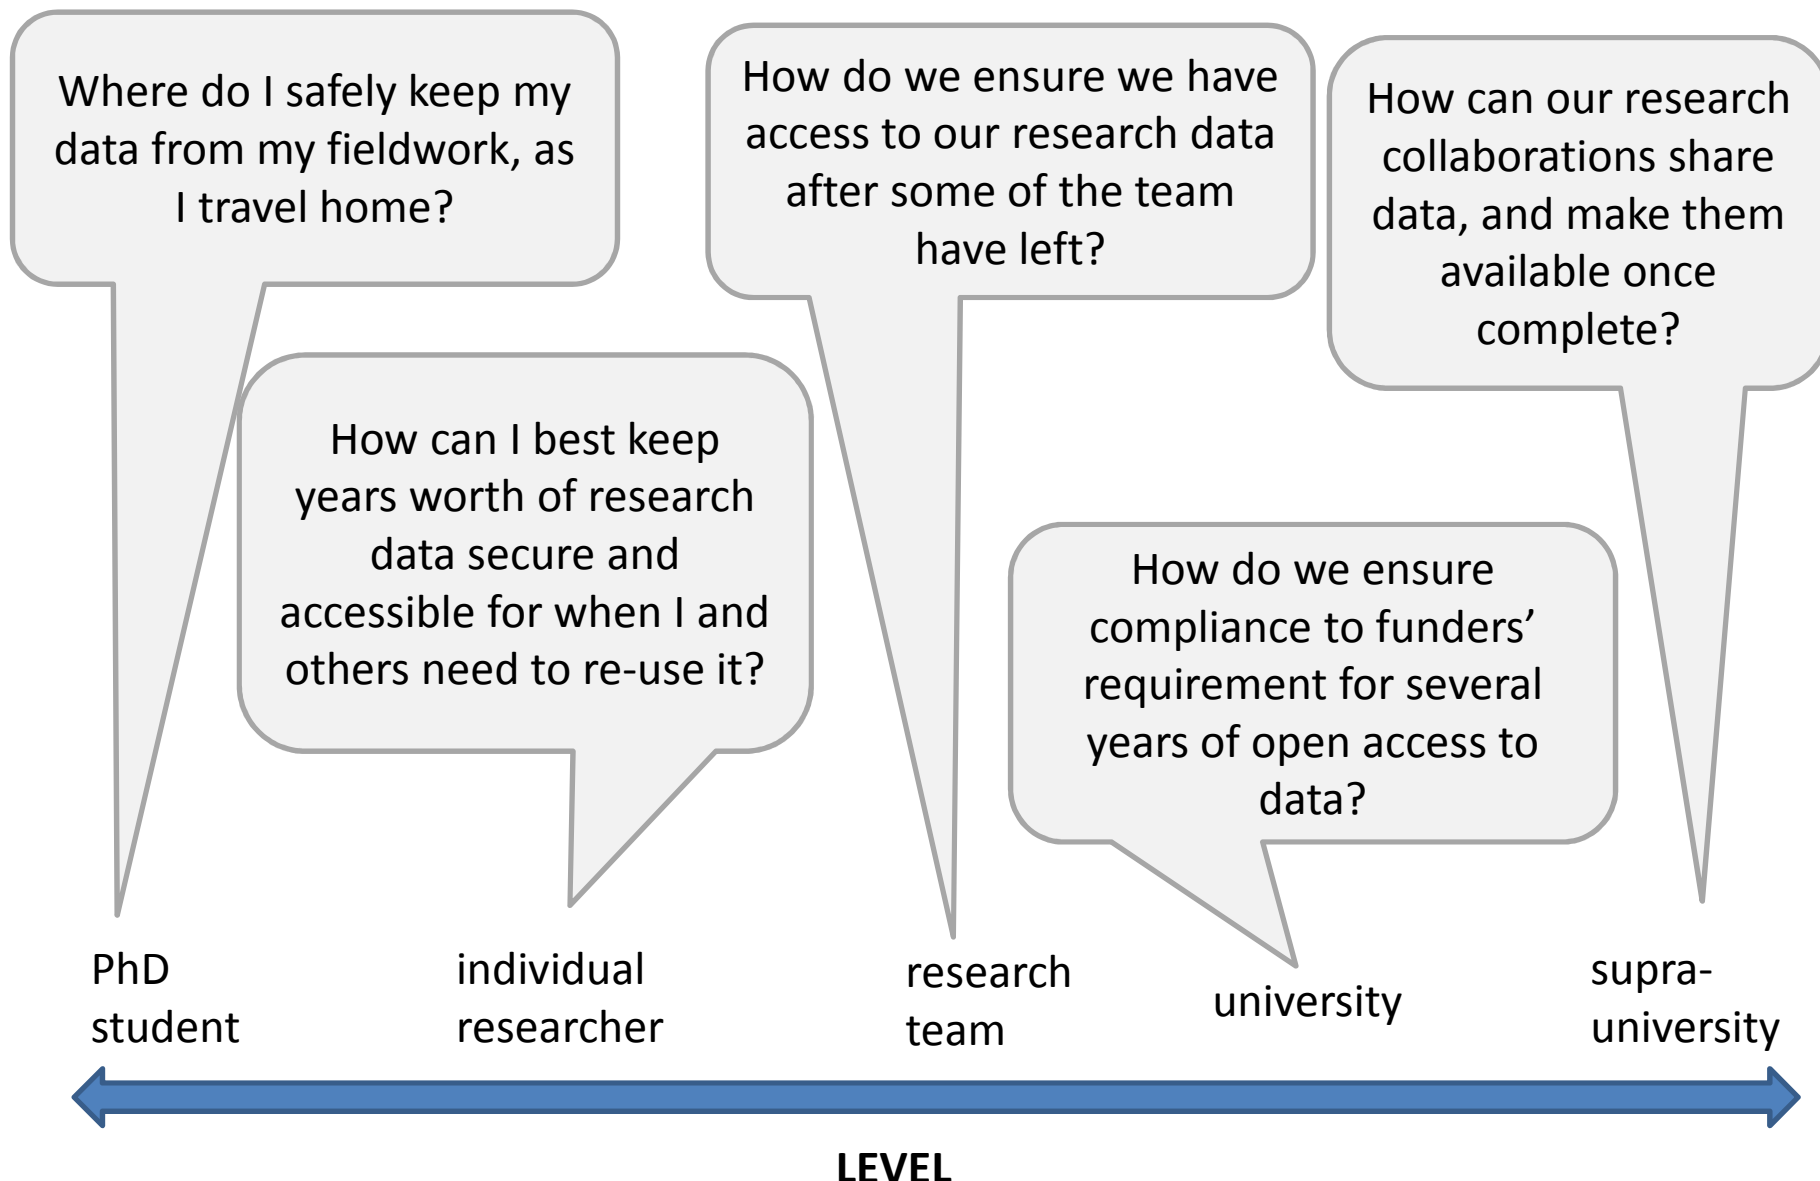 Where do I safely keep my
data from my fieldwork, as
I travel home?
How can I best keep
years worth of research
data secure and
accessible for when I and
others need to re-use it?
How do we ensure we have
access to our research data
after some of the team
have left?
How do we ensure
compliance to funders’
requirement for several
years of open access to
data?
How can our research
collaborations share
data, and make them
available once
complete?
PhD
student
individual
researcher
research
team
university
supra-
university
LEVEL